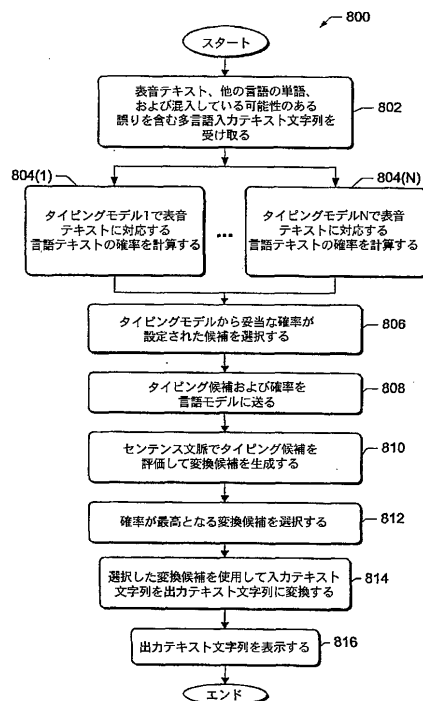 800
スタート
表音テキスト、他の言語の単語、
および混入している可能性のある
誤りを含む多言語入力テキスト文字列を
受け取る
802
804(1)
804(N)
タイピングモデル1で表音
テキストに対応する
言語テキストの確率を計算する
...
タイピングモデルNで表音
テキストに対応する
言語テキストの確率を計算する
タイピングモデルから妥当な確率が
設定された候補を選択する
806
タイピング候補および確率を
言語モデルに送る
808
センテンス文脈でタイピング候補を
評価して変換候補を生成する
810
確率が最高となる変換候補を選択する
812
選択した変換候補を使用して入力テキスト
文字列を出力テキスト文字列に変換する
814
出力テキスト文字列を表示する
816
エンド